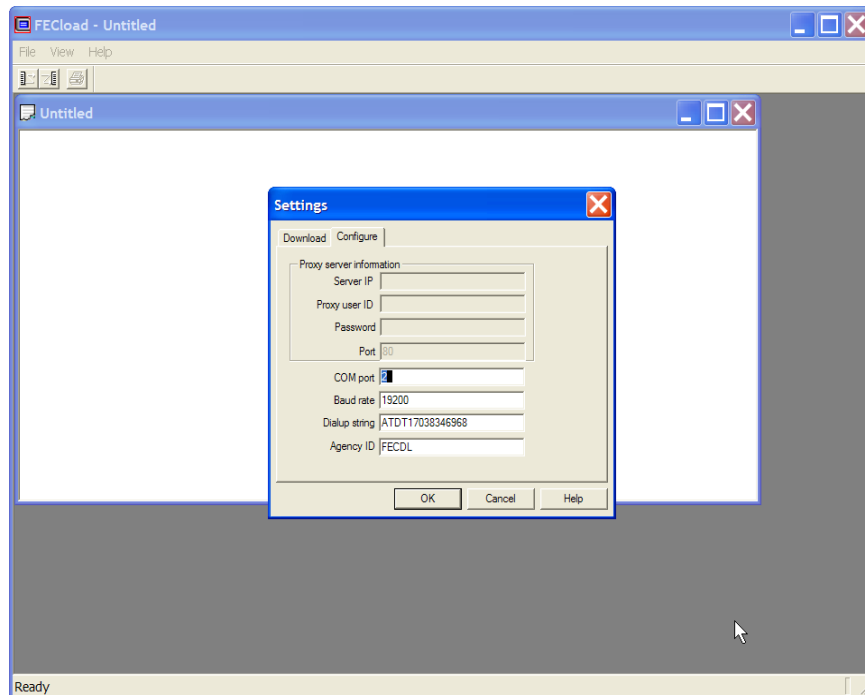 FECload - Untitled
File View Help
Untitled
Settings
Download Configure
Proxy server information
Server IP
Proxy user ID
Password
Port 80
COM port 2
Baud rate 19200
Dialup string ATDT17038346968
Agency ID FECDL
OK Cancel Help
Ready